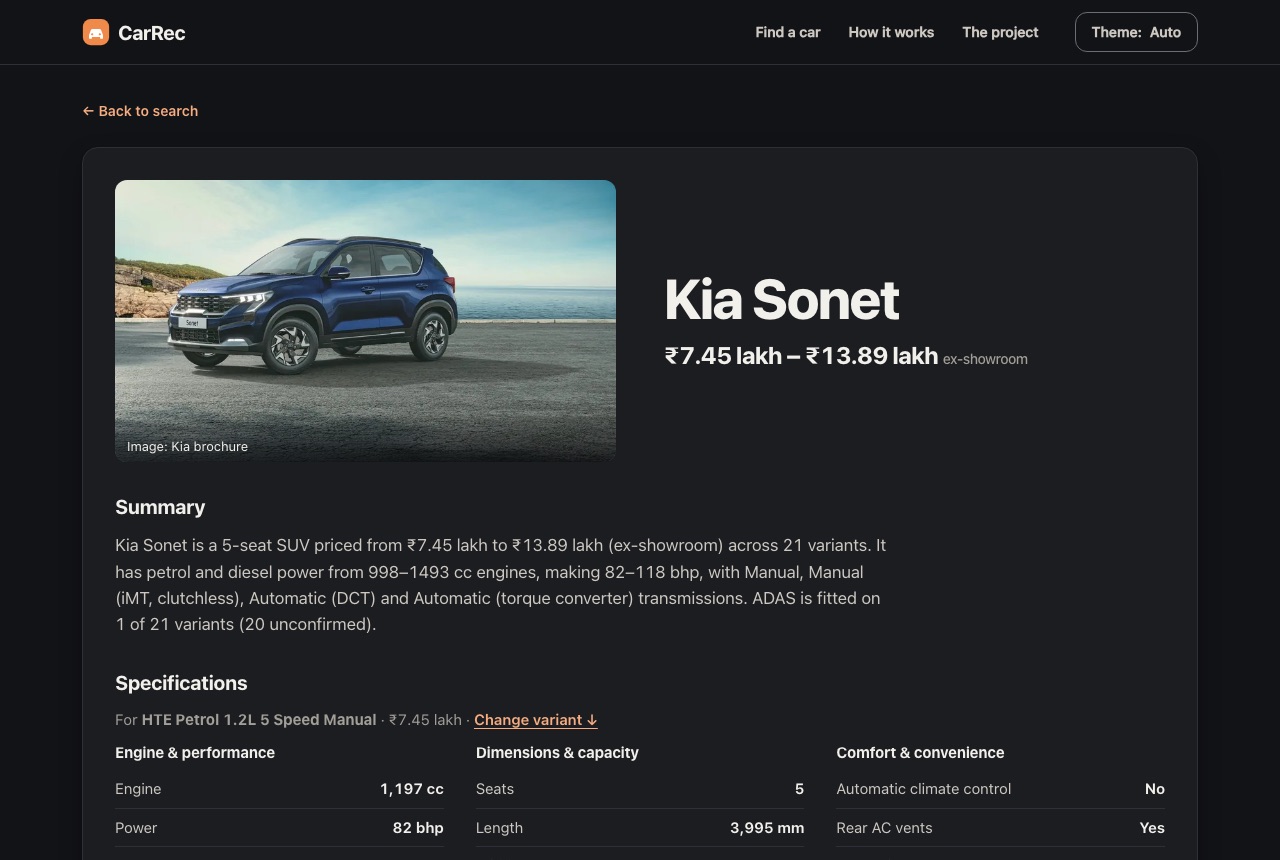 CarRec
Find a car
How it works
The project
Theme: Auto
← Back to search
Sonet
Image: Kia brochure
Kia Sonet
₹7.45 lakh – ₹13.89 lakh ex-showroom
Summary
Kia Sonet is a 5-seat SUV priced from ₹7.45 lakh to ₹13.89 lakh (ex-showroom) across 21 variants. It
has petrol and diesel power from 998–1493 cc engines, making 82–118 bhp, with Manual, Manual
(iMT, clutchless), Automatic (DCT) and Automatic (torque converter) transmissions. ADAS is fitted on
1 of 21 variants (20 unconfirmed).
Specifications
For HTE Petrol 1.2L 5 Speed Manual · ₹7.45 lakh · Change variant ↓
Engine & performance
Engine 1,197 cc
Power 82 bhp
Dimensions & capacity
Seats 5
Length 3,995 mm
Comfort & convenience
Automatic climate control No
Rear AC vents Yes